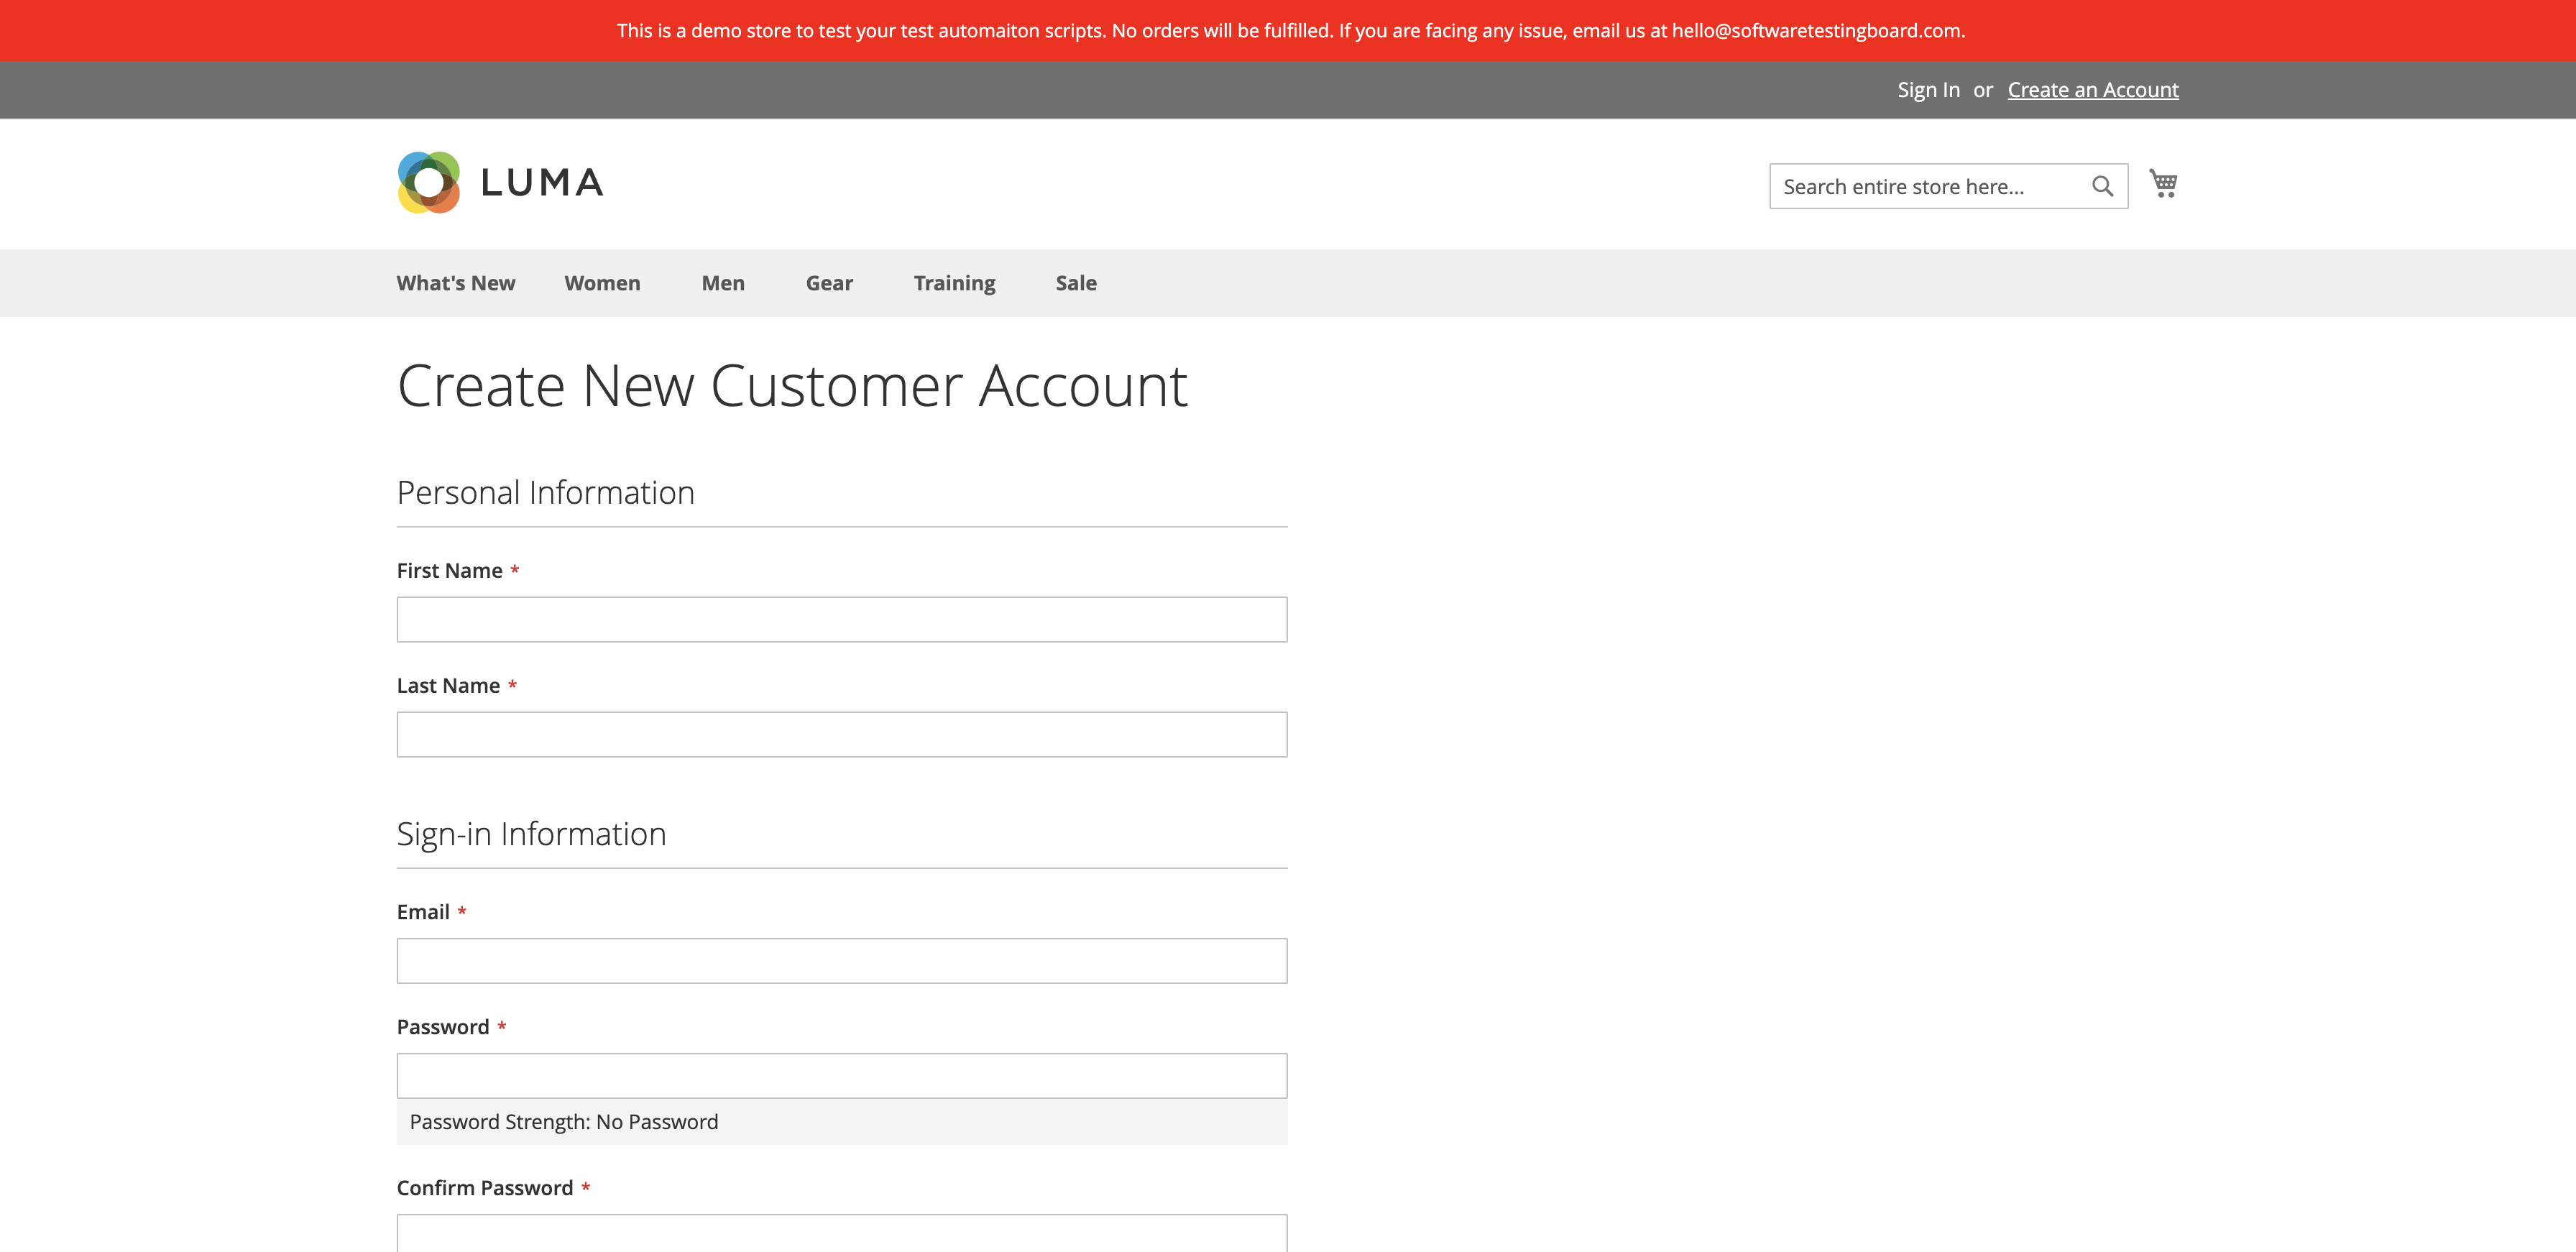 This is a demo store to test your test automaiton scripts. No orders will be fulfilled. If you are facing any issue, email us at hello@softwaretestingboard.com.
Sign In or Create an Account
LUMA
Search entire store here...
What's New Women Men Gear Training Sale
Create New Customer Account
Personal Information
First Name *
Last Name *
Sign-in Information
Email *
Password *
Password Strength: No Password
Confirm Password *